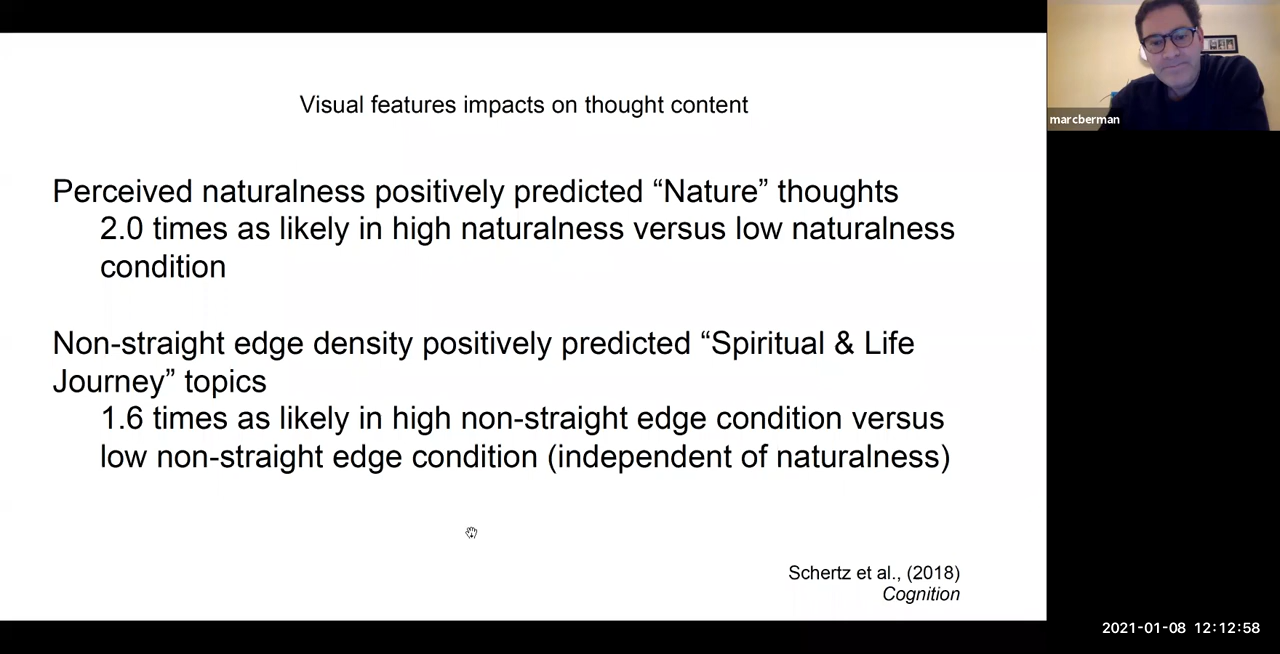 Visual features impacts on thought content
marcberman
Perceived naturalness positively predicted “Nature” thoughts
2.0 times as likely in high naturalness versus low naturalness
condition
Non-straight edge density positively predicted “Spiritual & Life
Journey” topics
1.6 times as likely in high non-straight edge condition versus
low non-straight edge condition (independent of naturalness)
Schertz et al., (2018)
Cognition
2021-01-08 12:12:58